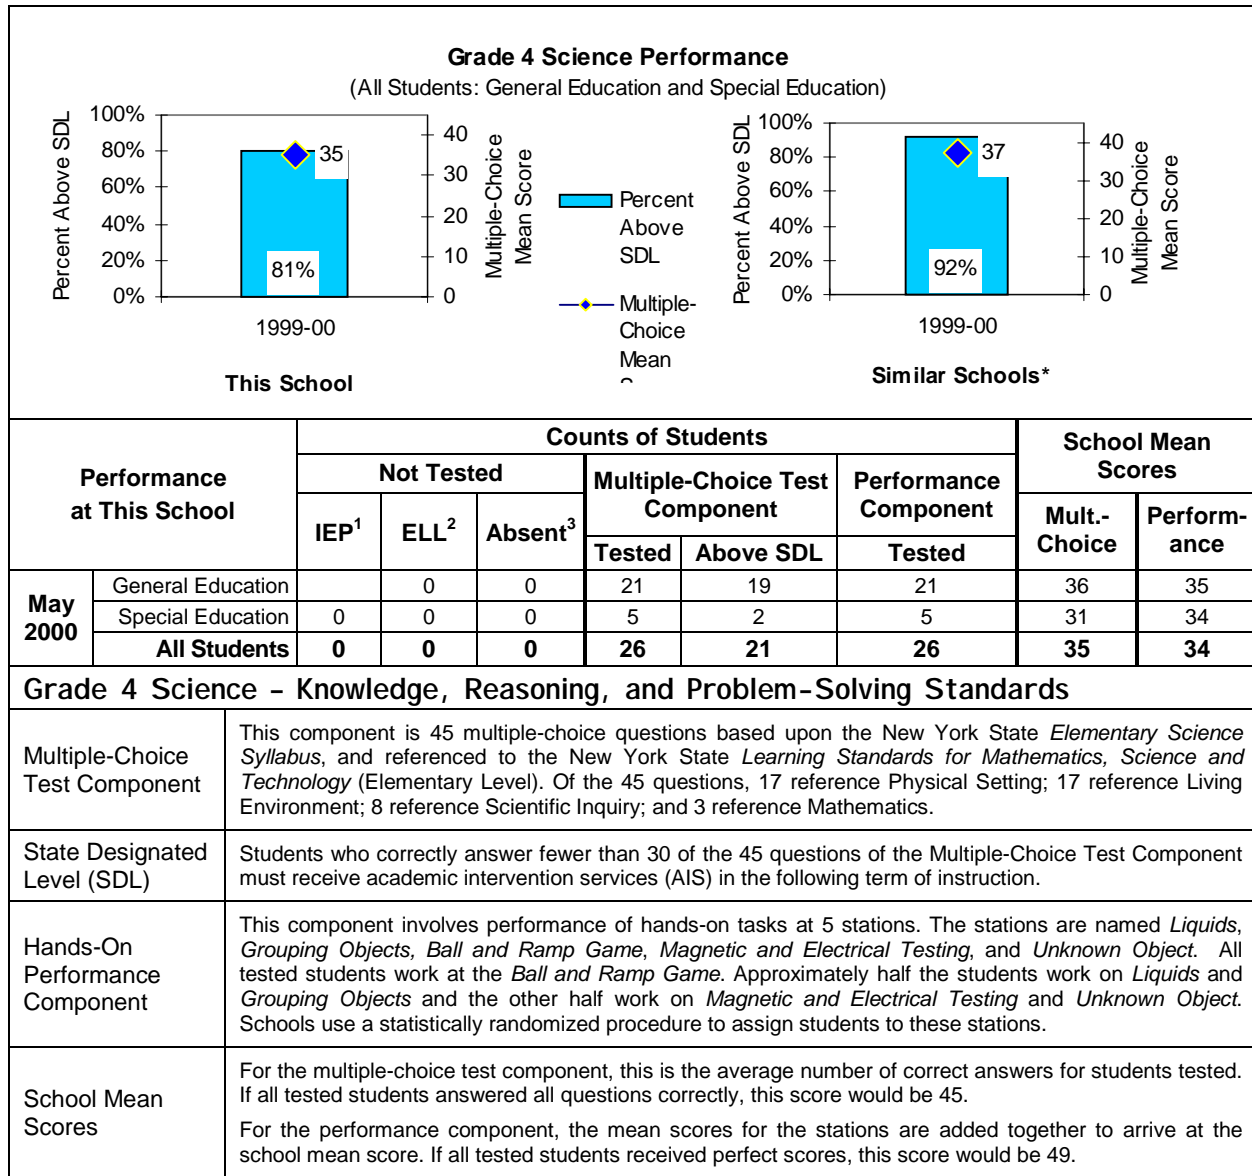 Grade 4 Science Performance
(All Students: General Education and Special Education)
Percent Above SDL
100%
80%
60%
40%
20%
0%
35
81%
40
30
20
10
0
Multiple-Choice
Mean Score
1999-00
This School
Percent
Above
SDL
Multiple-
Choice
Mean
Percent Above SDL
100%
80%
60%
40%
20%
0%
37
92%
40
30
20
10
0
Multiple-Choice
Mean Score
1999-00
Similar Schools*
Performance
at This School
Counts of Students
School Mean
Scores
Not Tested
Multiple-Choice Test
Component
Performance
Component
IEP1 ELL2 Absent3 Tested Above SDL Tested
Mult.-
Choice
Perform-
ance
May
2000
General Education 0 0 21 19 21 36 35
Special Education 0 0 0 5 2 5 31 34
All Students 0 0 0 26 21 26 35 34
Grade 4 Science – Knowledge, Reasoning, and Problem-Solving Standards
Multiple-Choice
Test Component
This component is 45 multiple-choice questions based upon the New York State Elementary Science
Syllabus, and referenced to the New York State Learning Standards for Mathematics, Science and
Technology (Elementary Level). Of the 45 questions, 17 reference Physical Setting; 17 reference Living
Environment; 8 reference Scientific Inquiry; and 3 reference Mathematics.
State Designated
Level (SDL)
Students who correctly answer fewer than 30 of the 45 questions of the Multiple-Choice Test Component
must receive academic intervention services (AIS) in the following term of instruction.
Hands-On
Performance
Component
This component involves performance of hands-on tasks at 5 stations. The stations are named Liquids,
Grouping Objects, Ball and Ramp Game, Magnetic and Electrical Testing, and Unknown Object. All
tested students work at the Ball and Ramp Game. Approximately half the students work on Liquids and
Grouping Objects and the other half work on Magnetic and Electrical Testing and Unknown Object.
Schools use a statistically randomized procedure to assign students to these stations.
School Mean
Scores
For the multiple-choice test component, this is the average number of correct answers for students tested.
If all tested students answered all questions correctly, this score would be 45.
For the performance component, the mean scores for the stations are added together to arrive at the
school mean score. If all tested students received perfect scores, this score would be 49.